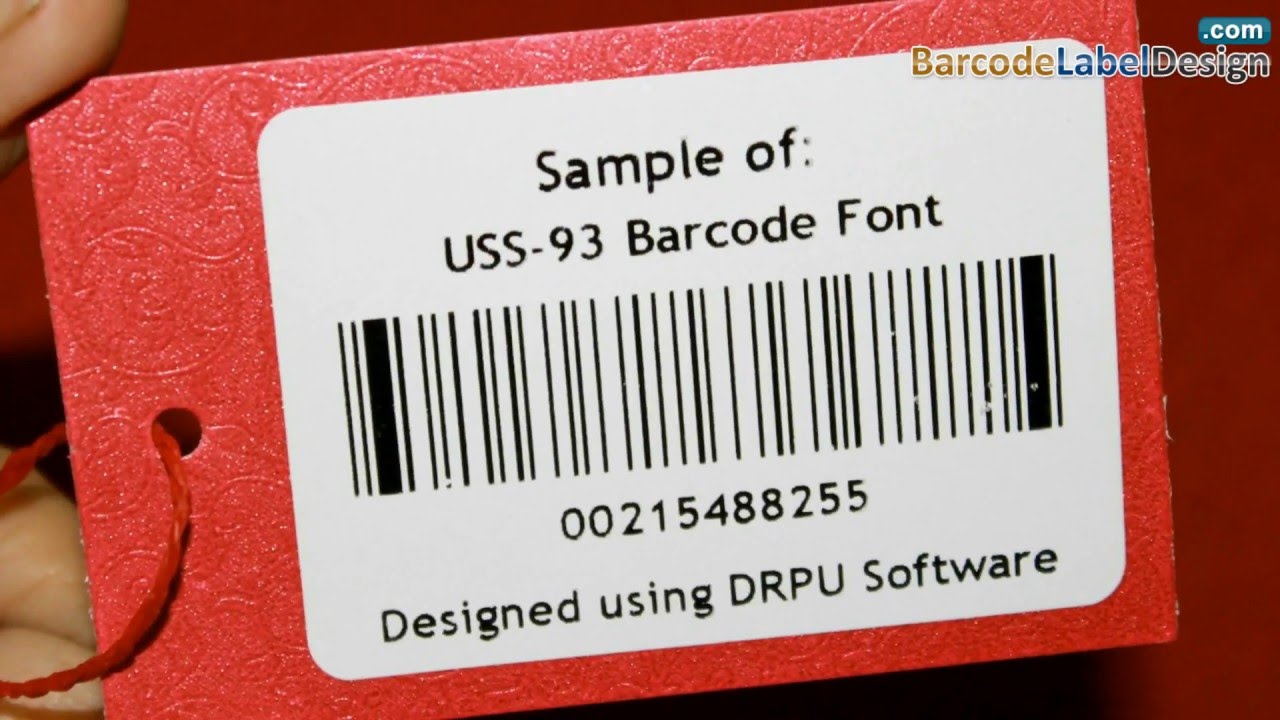 .com
BarcodeLabelDesign
Sample of:
USS-93 Barcode Font
00215488255
Designed using DRPU Software